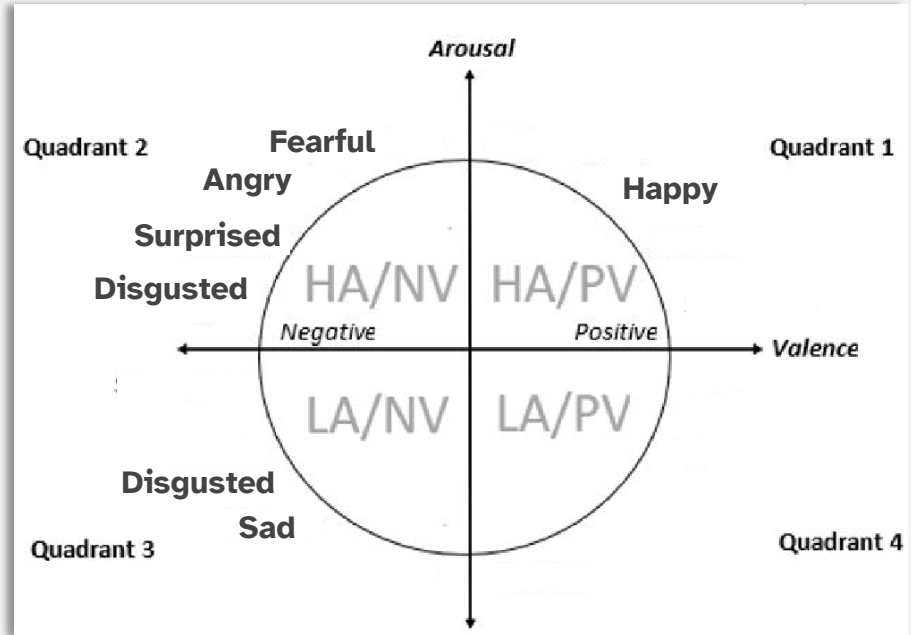 Arousal
Quadrant 2
Fearful
Quadrant 1
Angry
Happy
Surprised
Disgusted
HA/NV
HA/PV
Negative
Positive
Valence
LA/NV
LA/PV
Disgusted
Sad
Quadrant 3
Quadrant 4